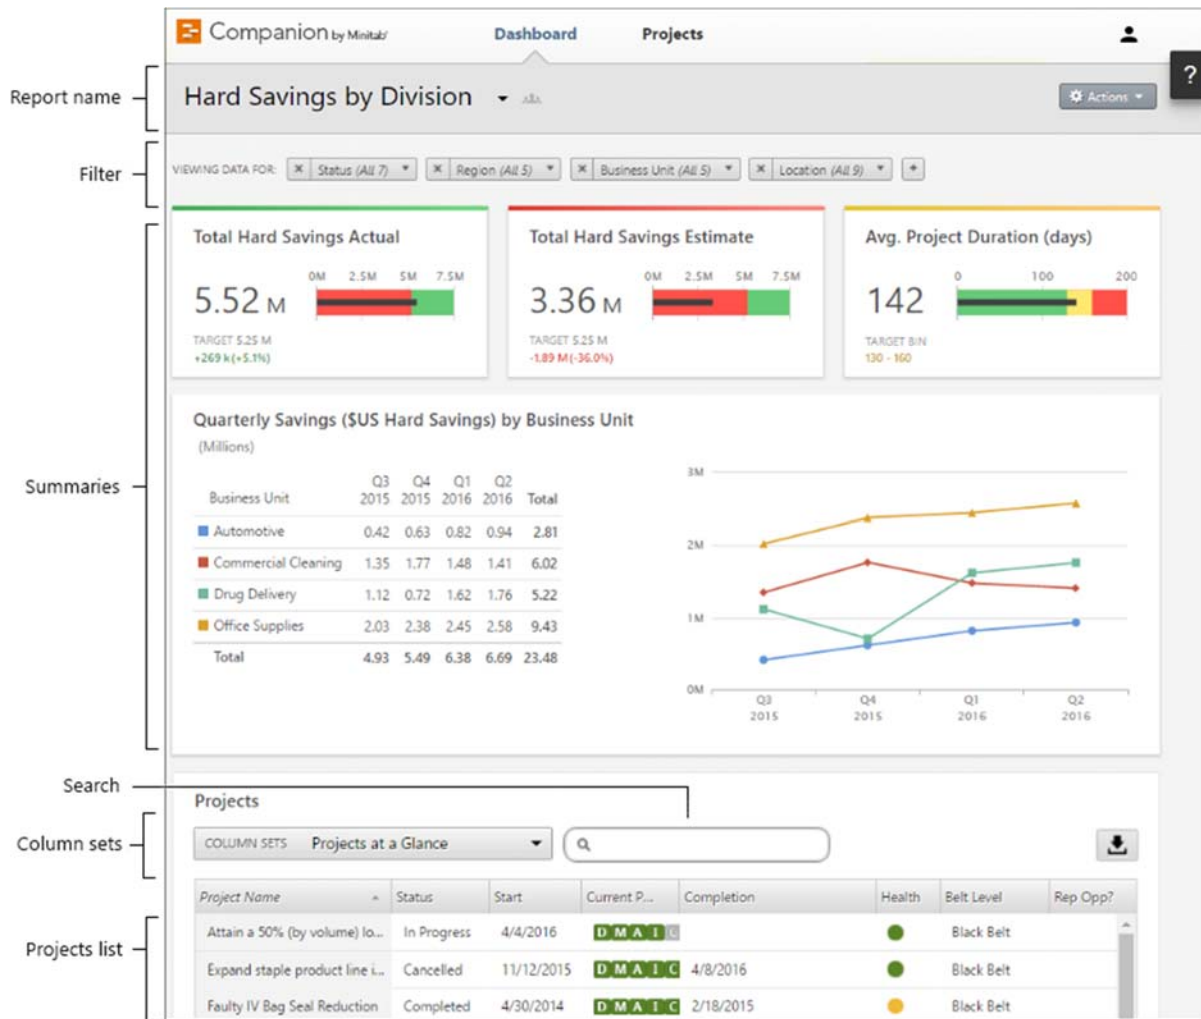 Companion by Minitab
Dashboard
Projects
?
Report name
Hard Savings by Division
Actions
Filter
VIEWING DATA FOR: Status (All 7) Region (All 5) Business Unit (All 5) Location (All 9) +
Summaries
Total Hard Savings Actual
0M 2.5M 5M 7.5M
5.52 M
TARGET 5.25 M
+269 k (+5.1%)
Total Hard Savings Estimate
0M 2.5M 5M 7.5M
3.36 M
TARGET 5.25 M
-1.89 M (-36.0%)
Avg. Project Duration (days)
0 100 200
142
TARGET BIN
130 - 160
Quarterly Savings ($US Hard Savings) by Business Unit
(Millions)
Q3 Q4 Q1 Q2
Business Unit 2015 2015 2016 2016 Total
Automotive 0.42 0.63 0.82 0.94 2.81
Commercial Cleaning 1.35 1.77 1.48 1.41 6.02
Drug Delivery 1.12 0.72 1.62 1.76 5.22
Office Supplies 2.03 2.38 2.45 2.58 9.43
Total 4.93 5.49 6.38 6.69 23.48
3M
2M
1M
0M
Q3 Q4 Q1 Q2
2015 2015 2016 2016
Search
Projects
Column sets
COLUMN SETS Projects at a Glance
Project Name Status Start Current P... Completion Health Belt Level Rep Opp?
Projects list
Attain a 50% (by volume) lo... In Progress 4/4/2016 D M A I C Black Belt
Expand staple product line i... Cancelled 11/12/2015 D M A I C 4/8/2016 Black Belt
Faulty IV Bag Seal Reduction Completed 4/30/2014 D M A I C 2/18/2015 Black Belt